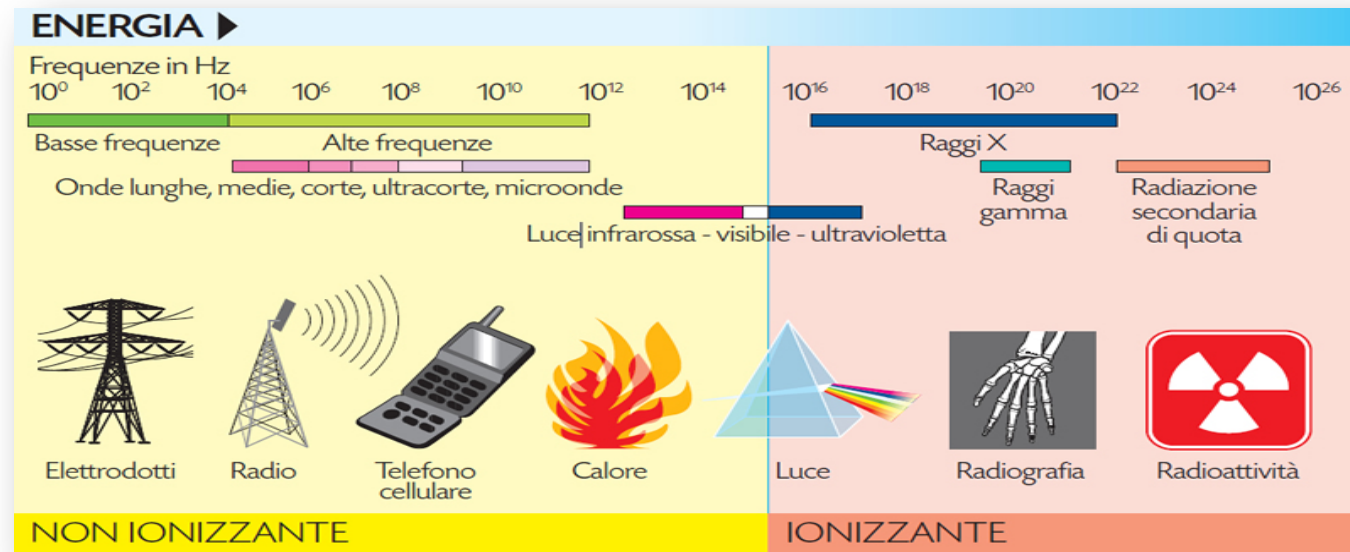 ENERGIA
Frequenze in Hz
10⁰ 10² 10⁴ 10⁶ 10⁸ 10¹⁰ 10¹² 10¹⁴ 10¹⁶ 10¹⁸ 10²⁰ 10²² 10²⁴ 10²⁶
Basse frequenze
Alte frequenze
Raggi X
Onde lunghe, medie, corte, ultracorte, microonde
Raggi
gamma
Radiazione
secondaria
di quota
Luce infrarossa - visibile - ultravioletta
Elettrodotti
Radio
Telefono
cellulare
Calore
Luce
Radiografia
Radioattività
NON IONIZZANTE
IONIZZANTE